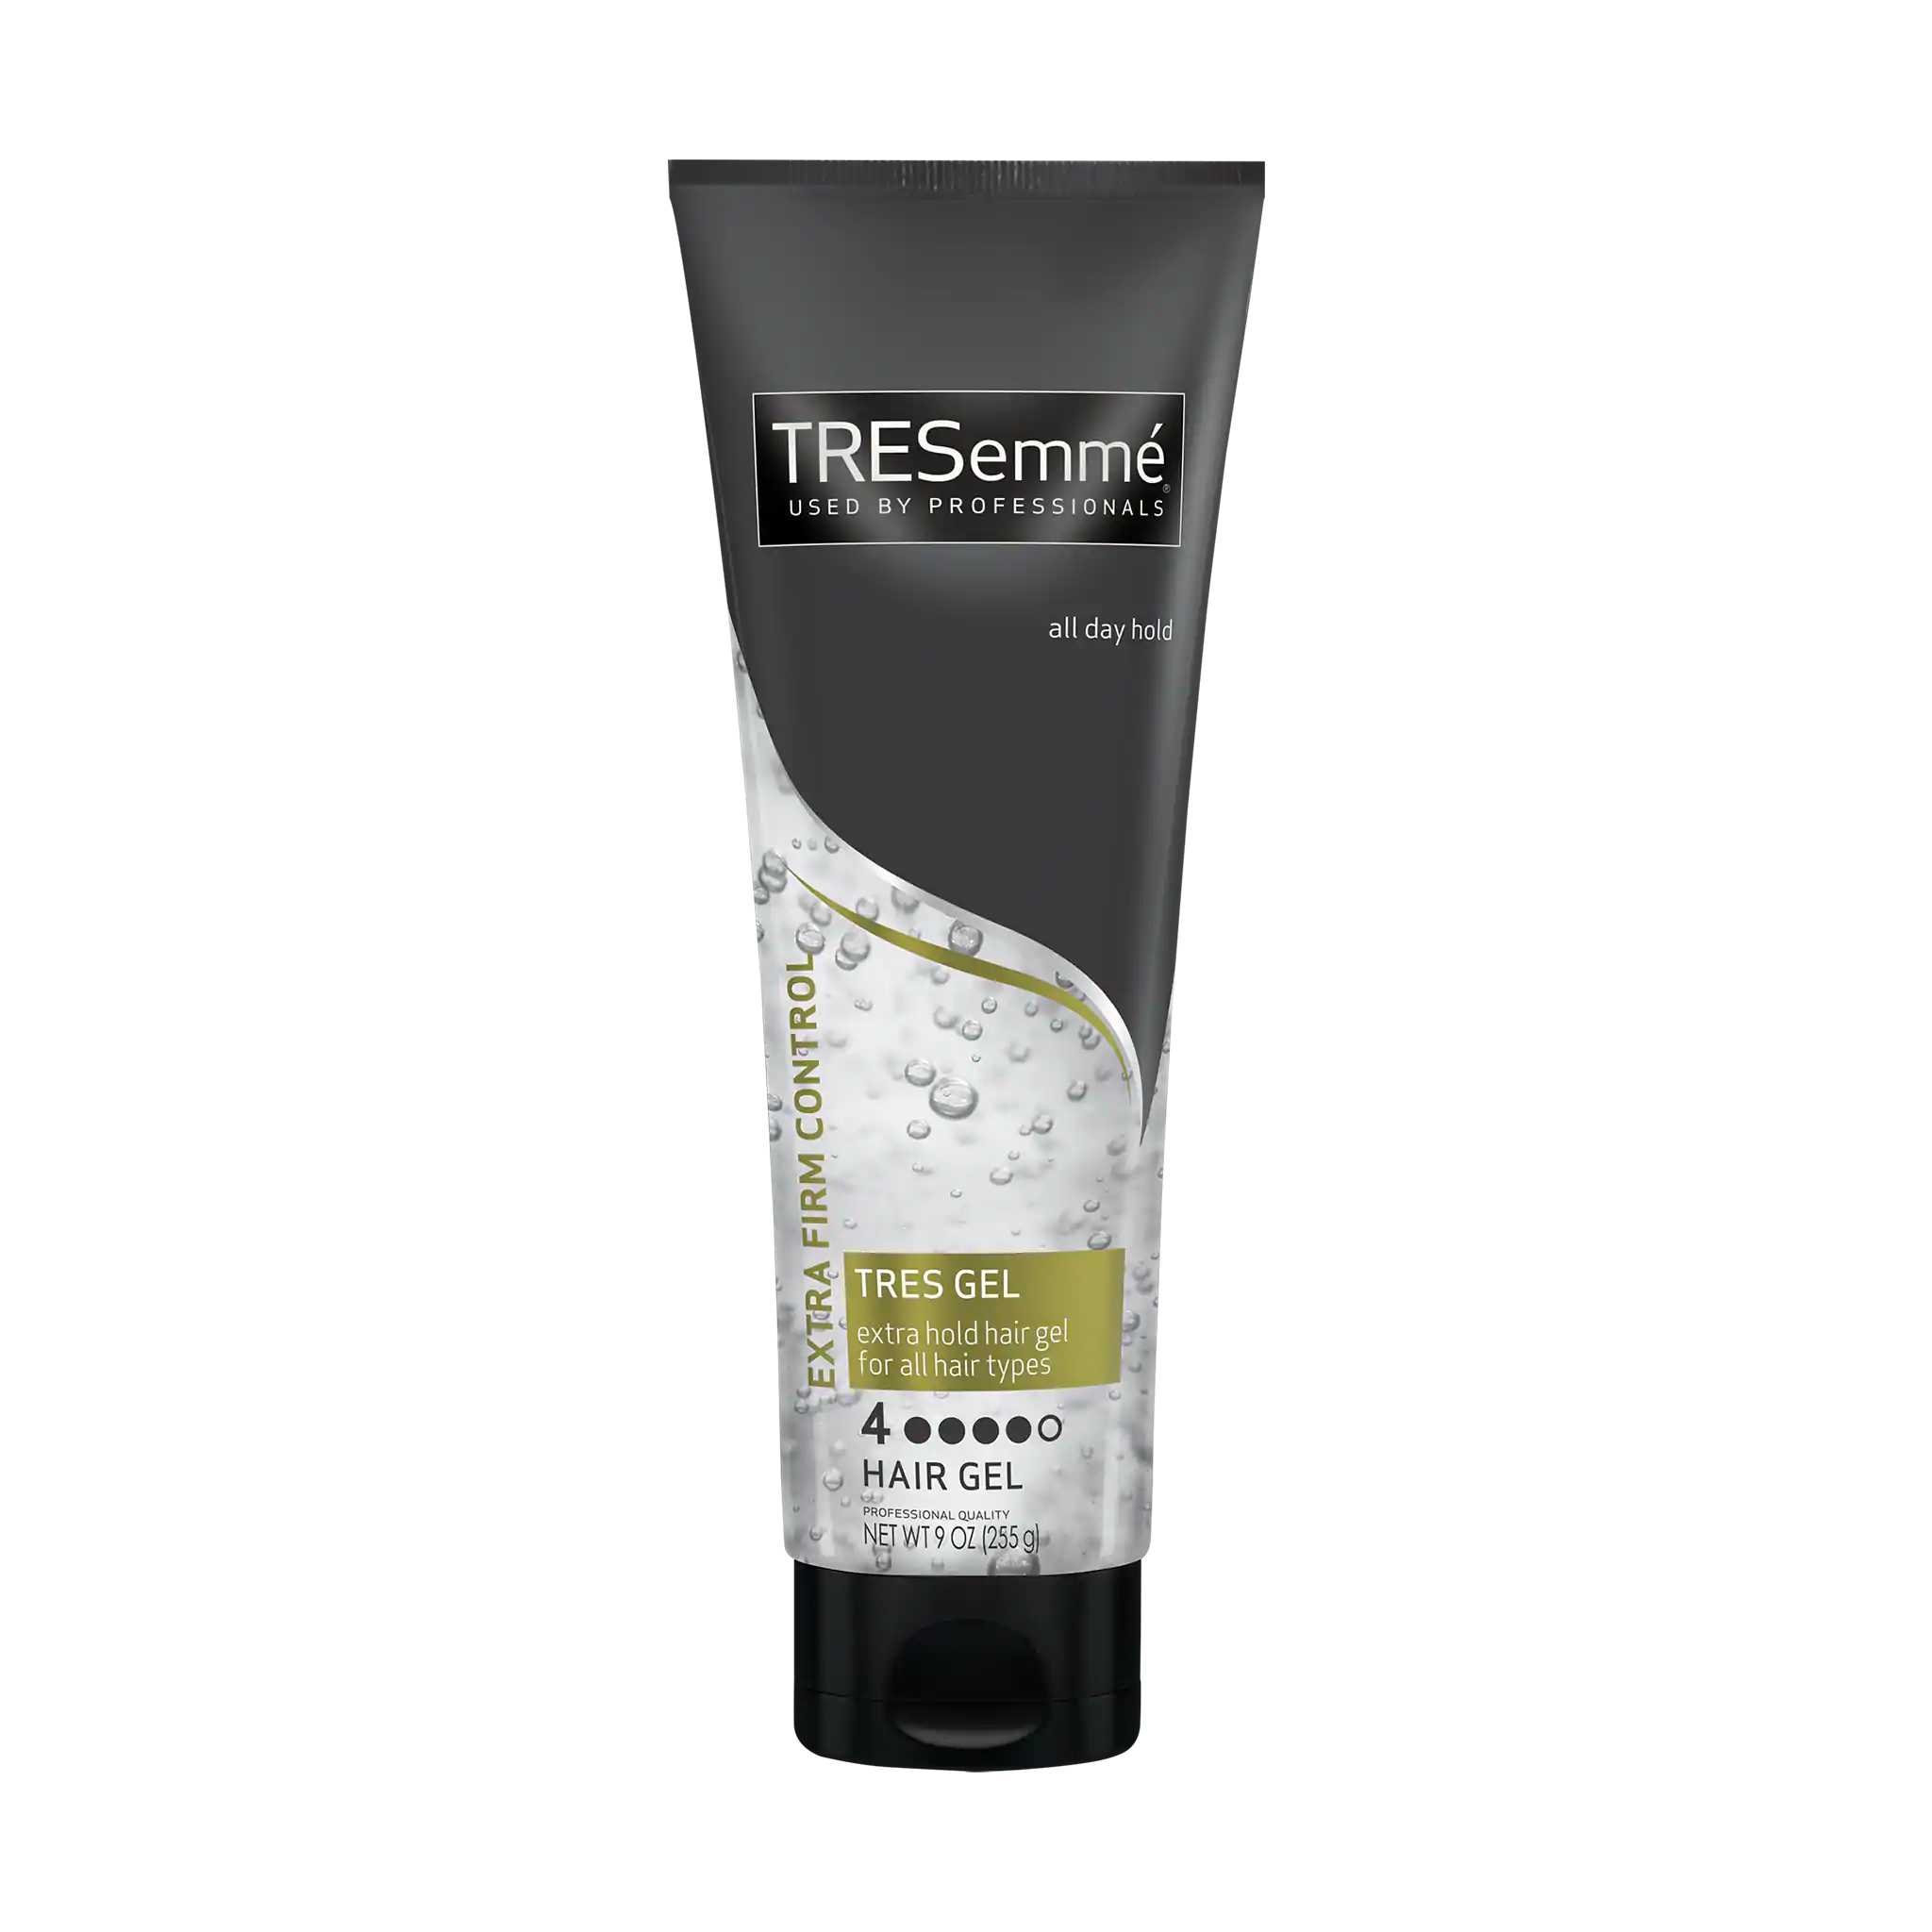 TRESemmé®
USED BY PROFESSIONALS
all day hold
EXTRA FIRM CONTROL
TRES GEL
extra hold hair gel
for all hair types
4
HAIR GEL
PROFESSIONAL QUALITY
NET WT 9 OZ (255 g)